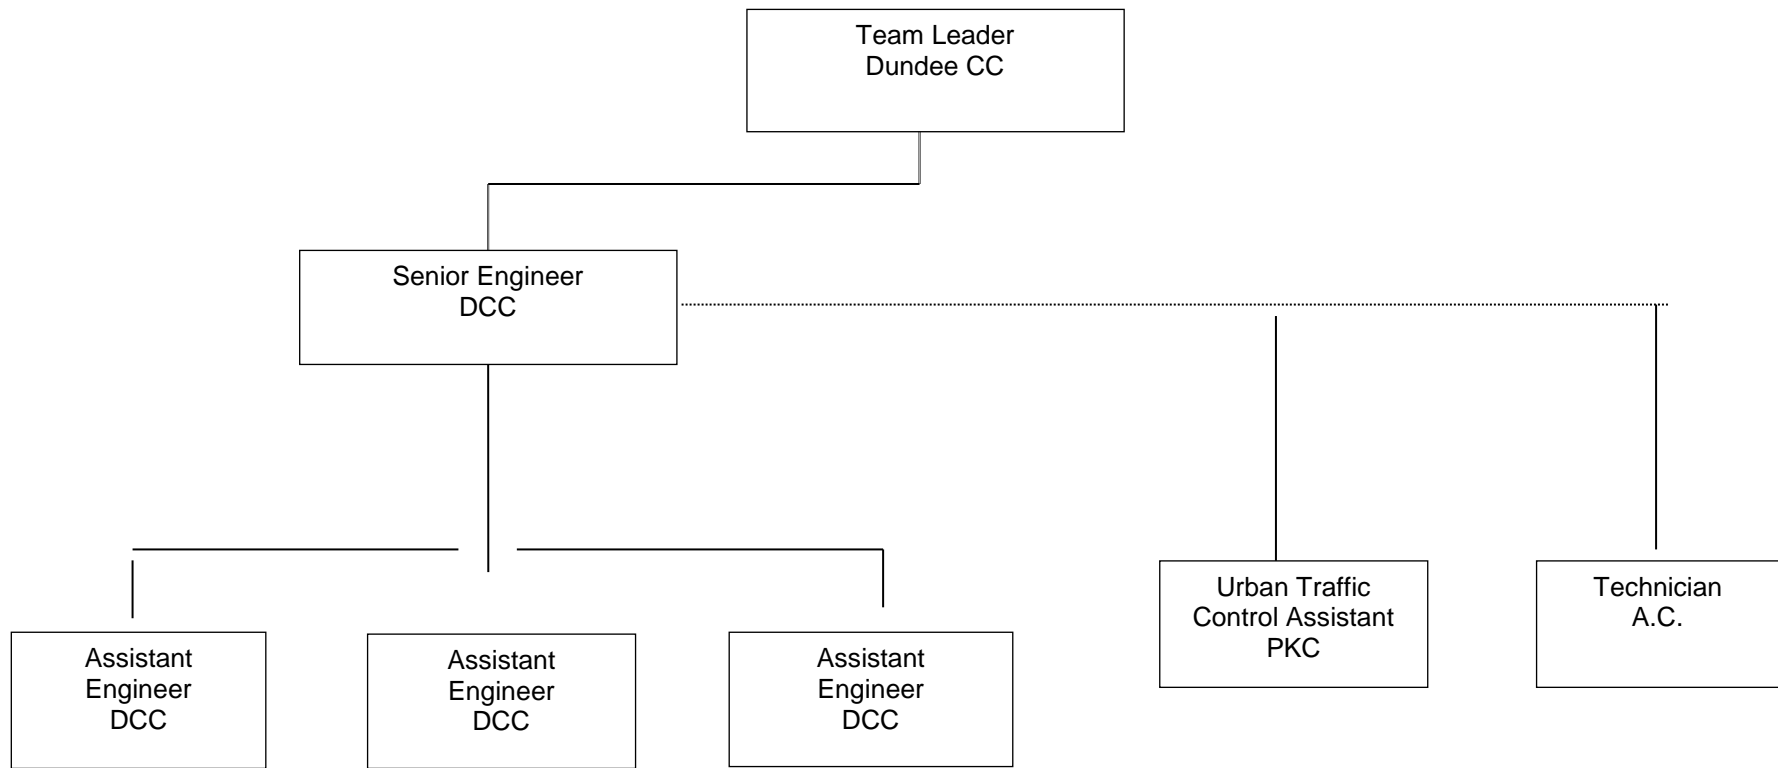 Team Leader
Dundee CC
Senior Engineer
DCC
Assistant
Engineer
DCC
Assistant
Engineer
DCC
Assistant
Engineer
DCC
Urban Traffic
Control Assistant
PKC
Technician
A.C.